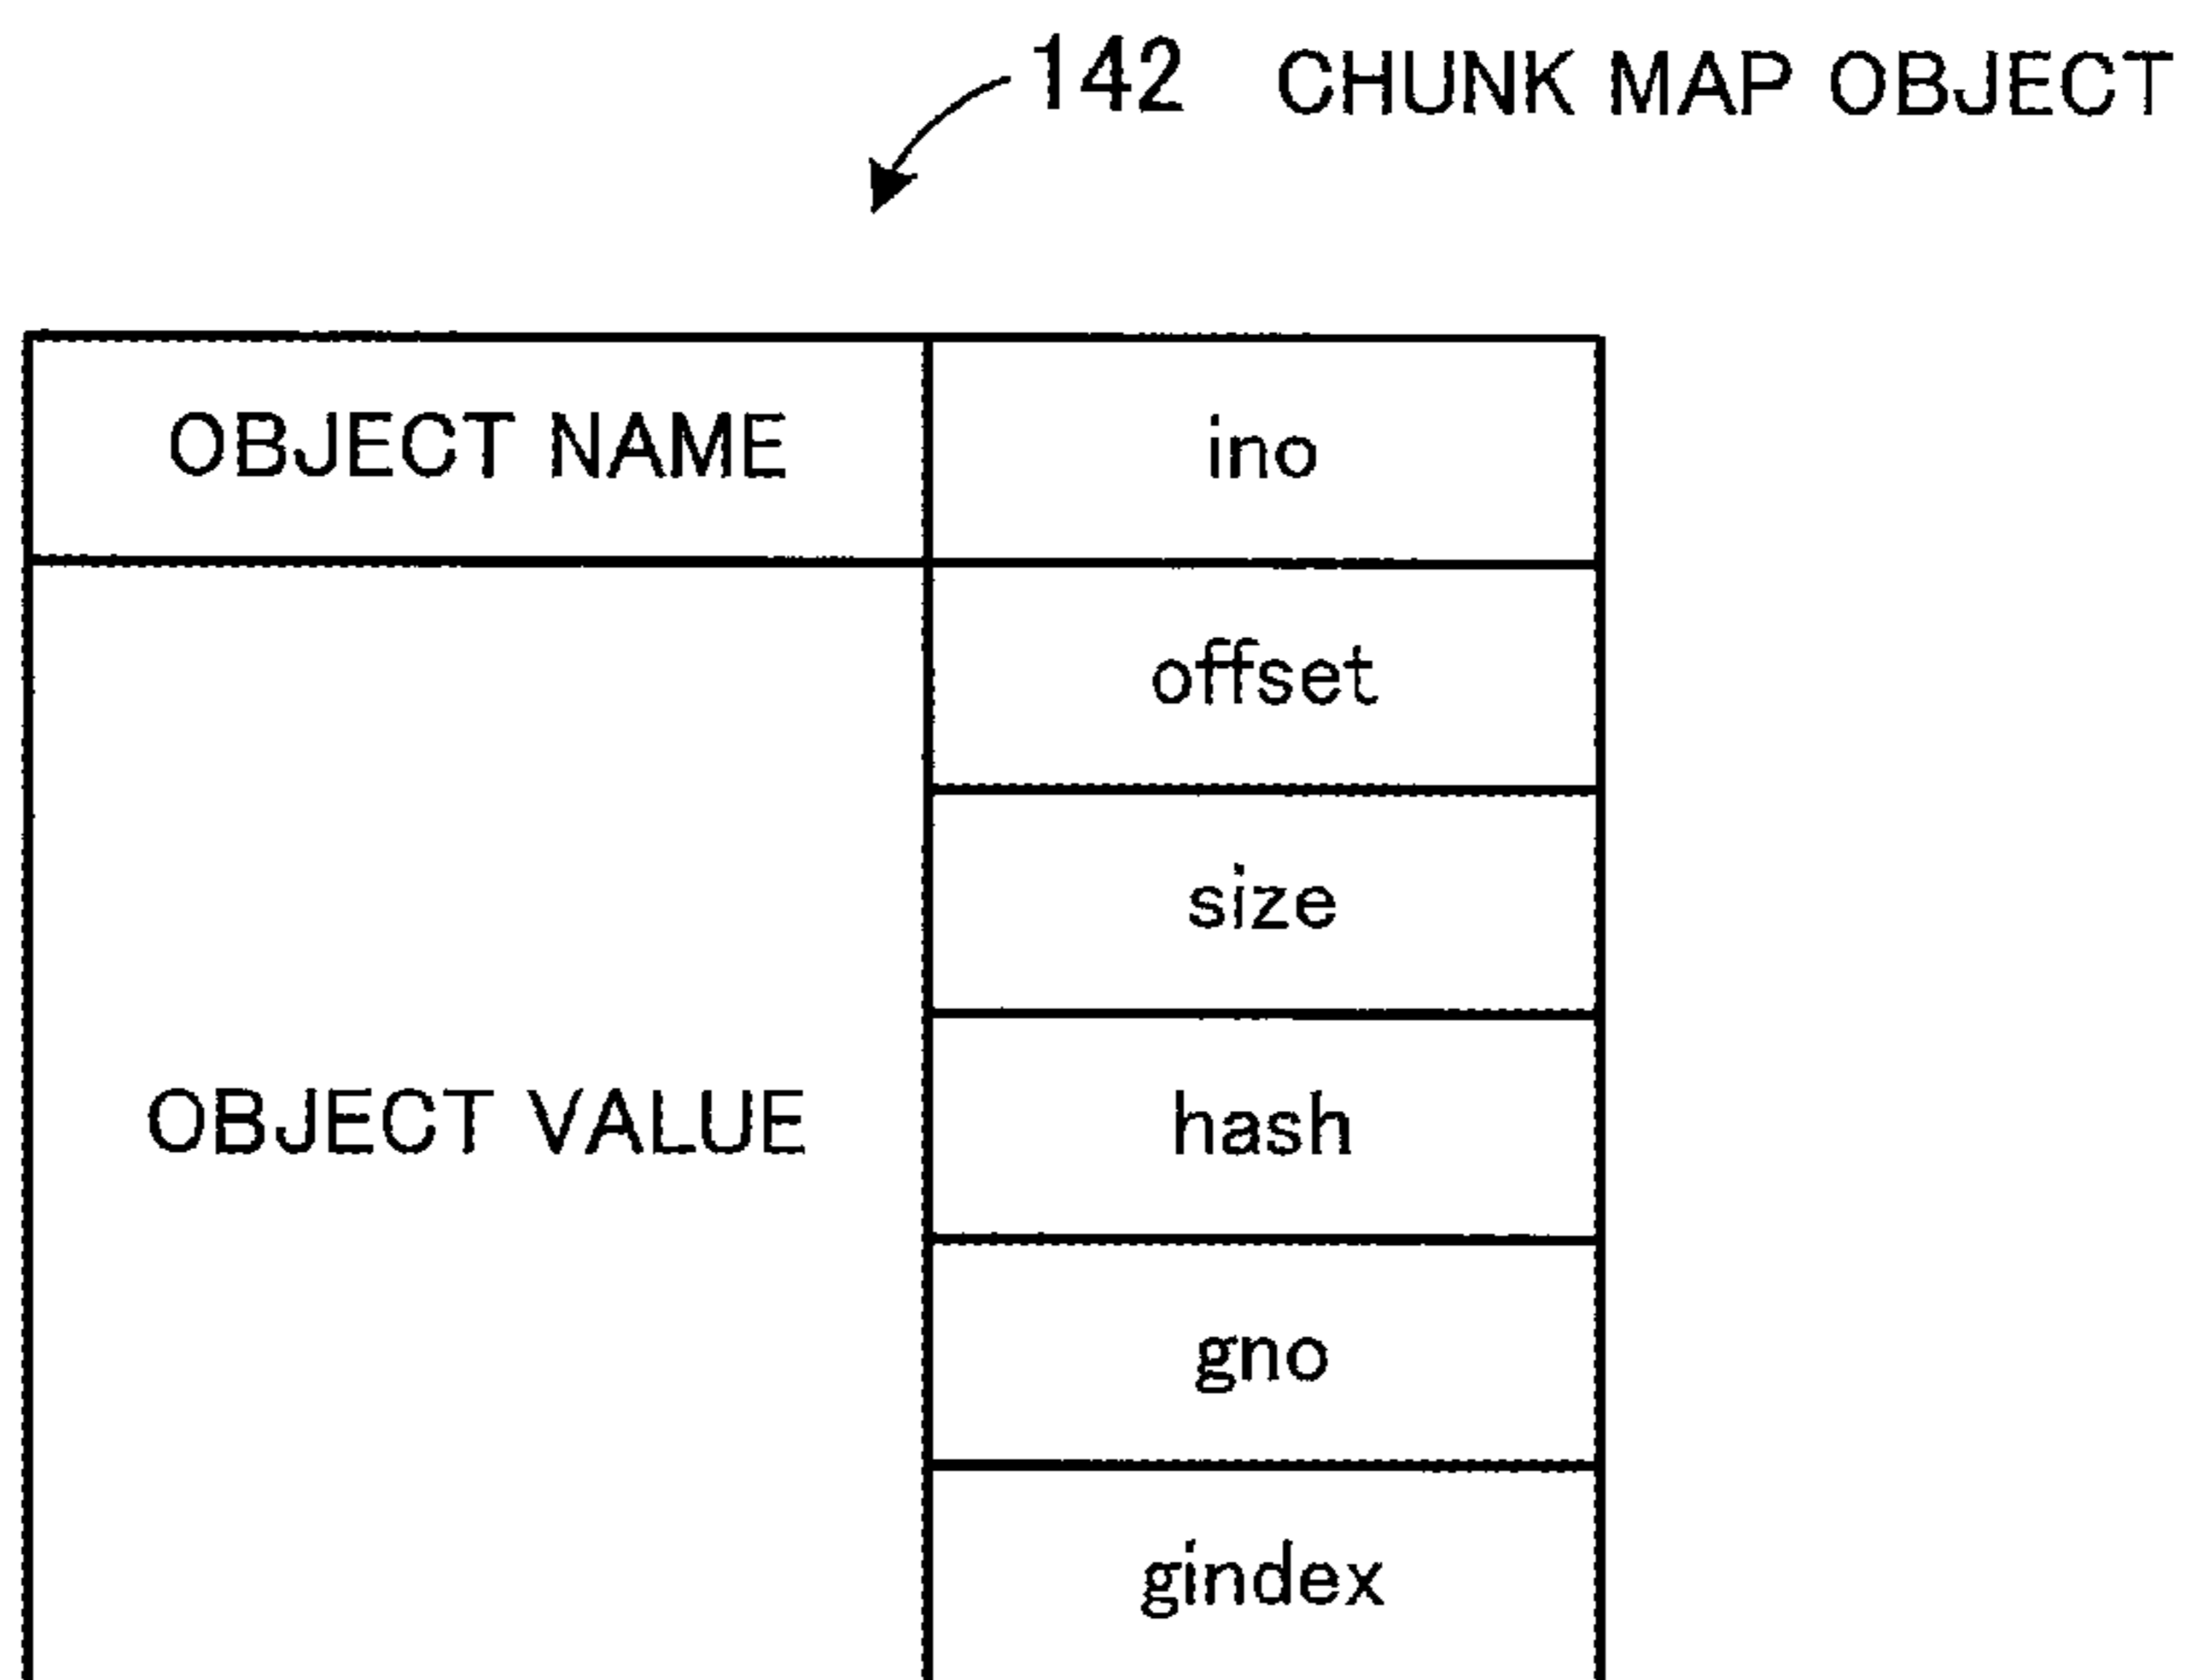 142 CHUNK MAP OBJECT
OBJECT NAME ino
offset
size
OBJECT VALUE hash
gno
gindex